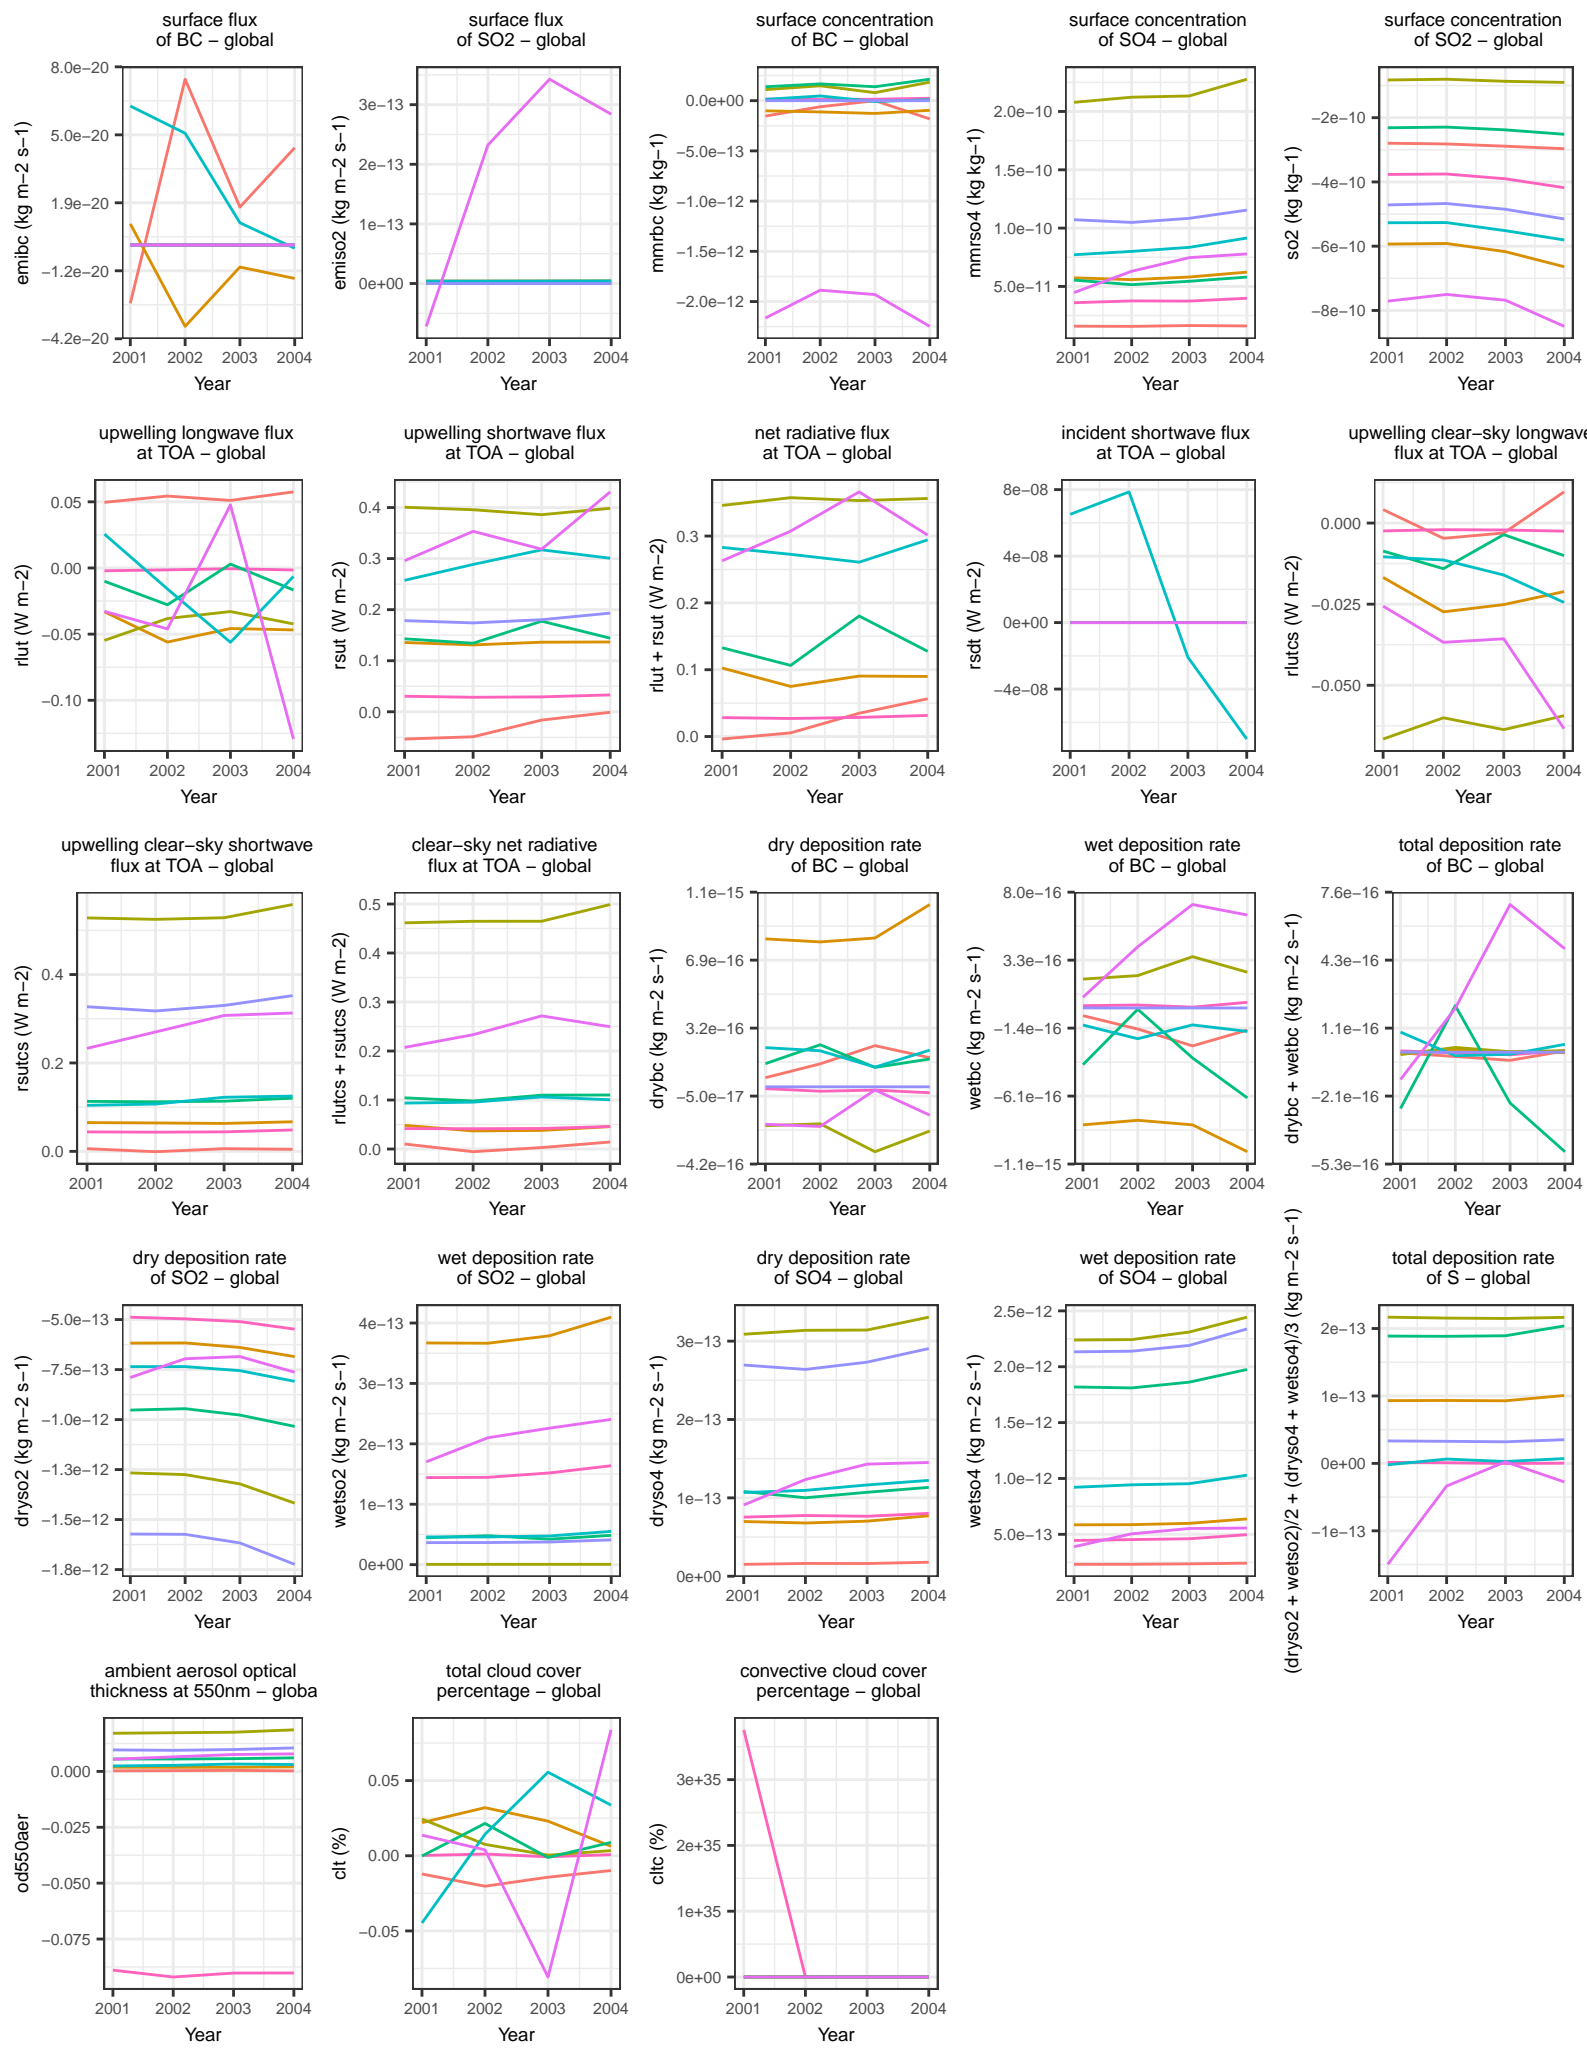 surface flux
of BC – global
surface flux
of SO2 – global
surface concentration
of BC – global
surface concentration
of SO4 – global
surface concentration
of SO2 – global
emibc (kg m−2 s−1)
8.0e−20
5.0e−20
1.9e−20
−1.2e−20
−4.2e−20
2001 2002 2003 2004
Year
emiso2 (kg m−2 s−1)
3e−13
2e−13
1e−13
0e+00
2001 2002 2003 2004
Year
mmrbc (kg kg−1)
0.0e+00
−5.0e−13
−1.0e−12
−1.5e−12
−2.0e−12
2001 2002 2003 2004
Year
mmrso4 (kg kg−1)
2.0e−10
1.5e−10
1.0e−10
5.0e−11
2001 2002 2003 2004
Year
so2 (kg kg−1)
−2e−10
−4e−10
−6e−10
−8e−10
2001 2002 2003 2004
Year
upwelling longwave flux
at TOA – global
upwelling shortwave flux
at TOA – global
net radiative flux
at TOA – global
incident shortwave flux
at TOA – global
upwelling clear−sky longwave
flux at TOA – global
rlut (W m−2)
0.05
0.00
−0.05
−0.10
2001 2002 2003 2004
Year
rsut (W m−2)
0.4
0.3
0.2
0.1
0.0
2001 2002 2003 2004
Year
rlut + rsut (W m−2)
0.3
0.2
0.1
0.0
2001 2002 2003 2004
Year
rsdt (W m−2)
8e−08
4e−08
0e+00
−4e−08
2001 2002 2003 2004
Year
rlutcs (W m−2)
0.000
−0.025
−0.050
2001 2002 2003 2004
Year
upwelling clear−sky shortwave
flux at TOA – global
clear−sky net radiative
flux at TOA – global
dry deposition rate
of BC – global
wet deposition rate
of BC – global
total deposition rate
of BC – global
rsutcs (W m−2)
0.4
0.2
0.0
2001 2002 2003 2004
Year
rlutcs + rsutcs (W m−2)
0.5
0.4
0.3
0.2
0.1
0.0
2001 2002 2003 2004
Year
drybc (kg m−2 s−1)
1.1e−15
6.9e−16
3.2e−16
−5.0e−17
−4.2e−16
2001 2002 2003 2004
Year
wetbc (kg m−2 s−1)
8.0e−16
3.3e−16
−1.4e−16
−6.1e−16
−1.1e−15
2001 2002 2003 2004
Year
drybc + wetbc (kg m−2 s−1)
7.6e−16
4.3e−16
1.1e−16
−2.1e−16
−5.3e−16
2001 2002 2003 2004
Year
dry deposition rate
of SO2 – global
wet deposition rate
of SO2 – global
dry deposition rate
of SO4 – global
wet deposition rate
of SO4 – global
total deposition rate
of S – global
dryso2 (kg m−2 s−1)
−5.0e−13
−7.5e−13
−1.0e−12
−1.3e−12
−1.5e−12
−1.8e−12
2001 2002 2003 2004
Year
wetso2 (kg m−2 s−1)
4e−13
3e−13
2e−13
1e−13
0e+00
2001 2002 2003 2004
Year
dryso4 (kg m−2 s−1)
3e−13
2e−13
1e−13
0e+00
2001 2002 2003 2004
Year
wetso4 (kg m−2 s−1)
2.5e−12
2.0e−12
1.5e−12
1.0e−12
5.0e−13
2001 2002 2003 2004
Year
(dryso2 + wetso2)/2 + (dryso4 + wetso4)/3 (kg m−2 s−1)
2e−13
1e−13
0e+00
−1e−13
2001 2002 2003 2004
Year
ambient aerosol optical
thickness at 550nm – globa
total cloud cover
percentage – global
convective cloud cover
percentage – global
od550aer
0.000
−0.025
−0.050
−0.075
2001 2002 2003 2004
Year
clt (%)
0.05
0.00
−0.05
2001 2002 2003 2004
Year
cltc (%)
3e+35
2e+35
1e+35
0e+00
2001 2002 2003 2004
Year